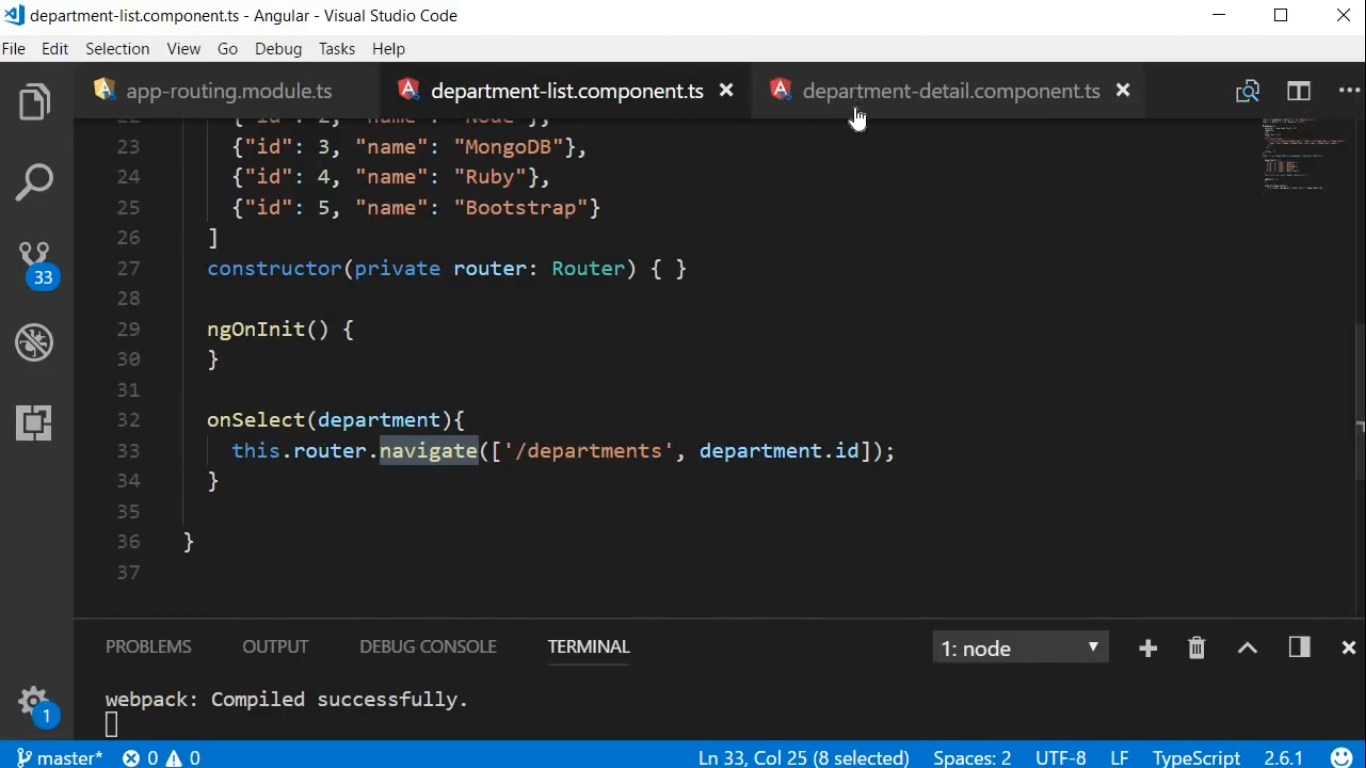 department-list.component.ts - Angular - Visual Studio Code
File Edit Selection View Go Debug Tasks Help
app-routing.module.ts department-list.component.ts department-detail.component.ts
22 {"id": 2, "name": "Node"},
23 {"id": 3, "name": "MongoDB"},
24 {"id": 4, "name": "Ruby"},
25 {"id": 5, "name": "Bootstrap"}
26 ]
27 constructor(private router: Router) { }
28
29 ngOnInit() {
30 }
31
32 onSelect(department){
33 this.router.navigate(['/departments', department.id]);
34 }
35
36 }
37
33
1
PROBLEMS OUTPUT DEBUG CONSOLE TERMINAL 1: node
webpack: Compiled successfully.
master* 0 0 Ln 33, Col 25 (8 selected) Spaces: 2 UTF-8 LF TypeScript 2.6.1